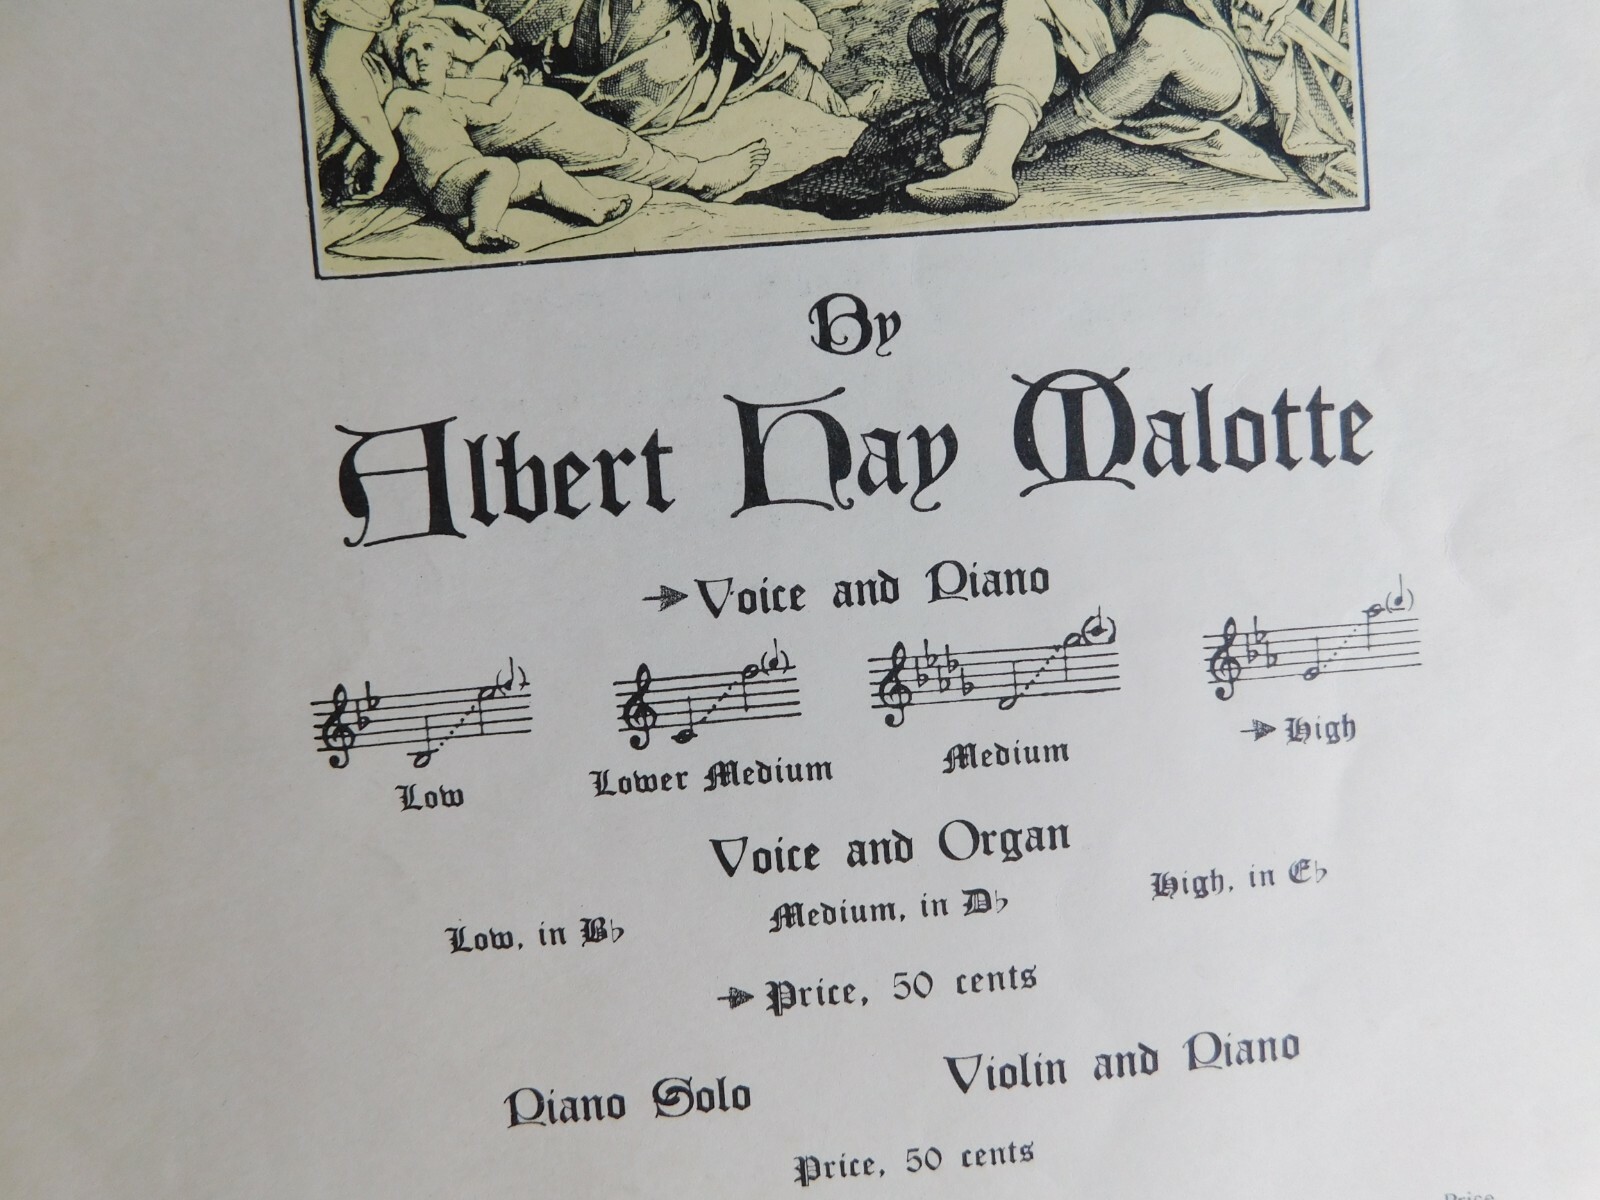 By
Albert Hay Malotte
Voice and Piano
Low Lower Medium Medium High
Voice and Organ
Low, in B♭ Medium, in D♭ High, in E♭
Price, 50 cents
Piano Solo Violin and Piano
Price, 50 cents
Price